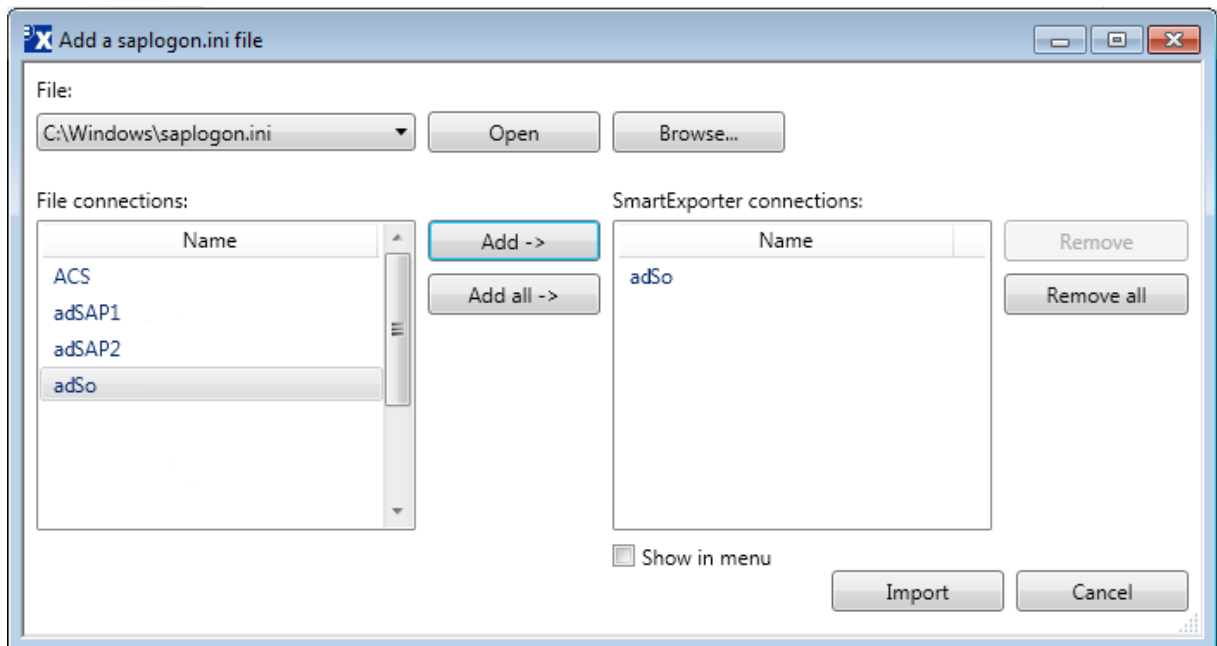 Add a saplogon.ini file
File:
C:\Windows\saplogon.ini
Open
Browse...
File connections:
SmartExporter connections:
Name
ACS
adSAP1
adSAP2
adSo
Add ->
Add all ->
Name
adSo
Remove
Remove all
Show in menu
Import
Cancel